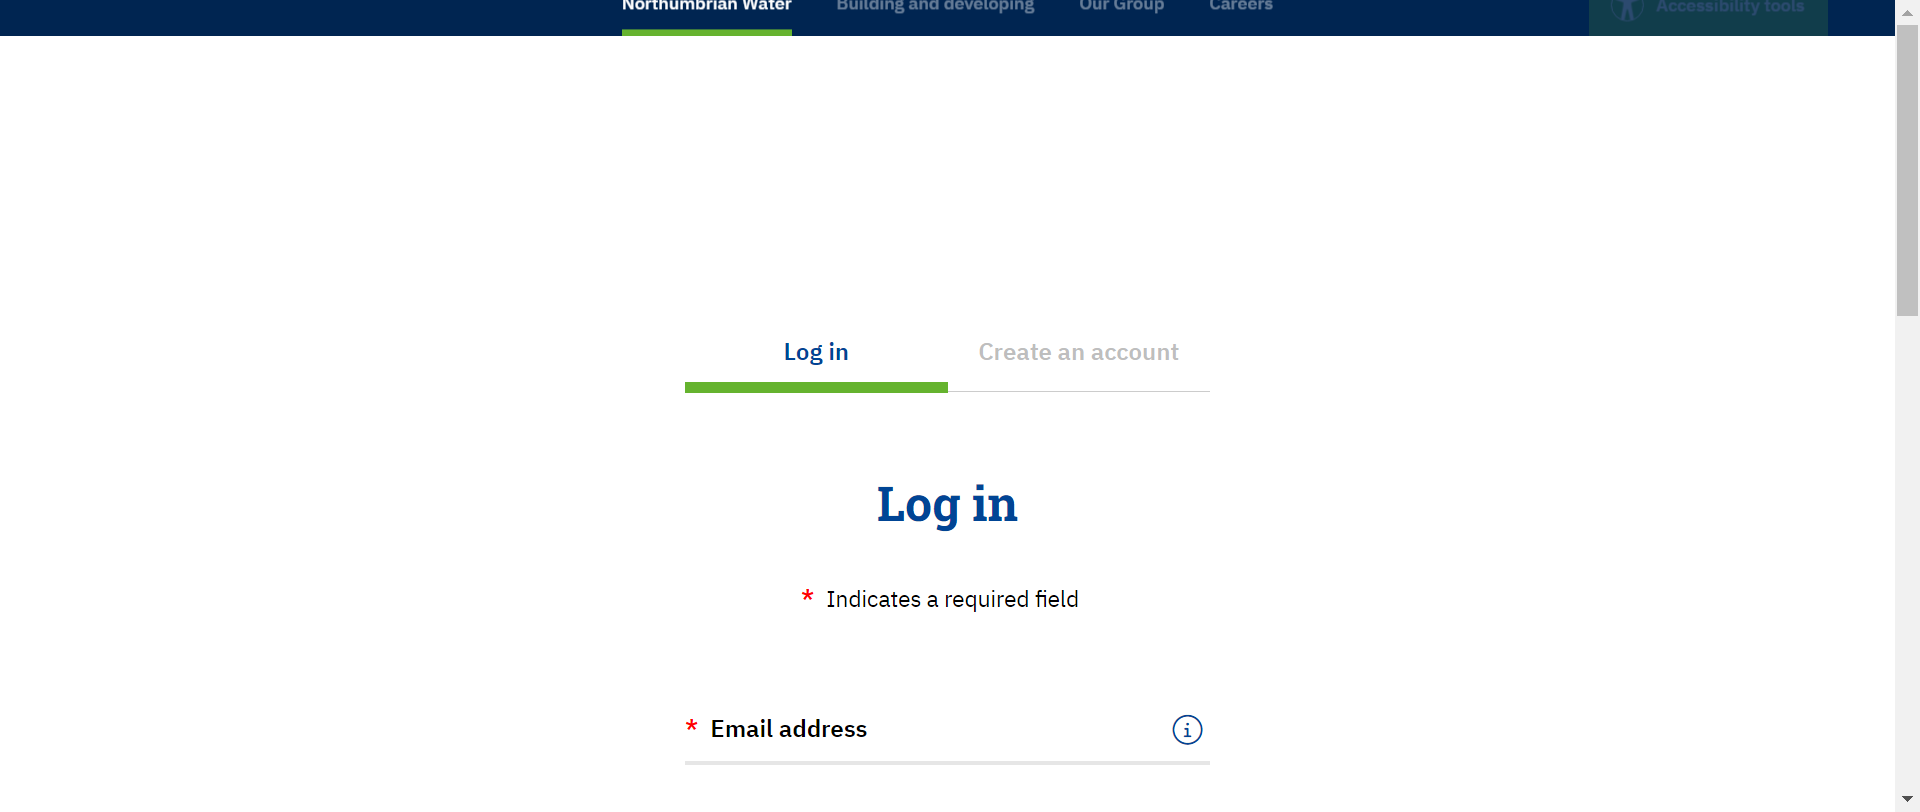 Northumbrian Water Building and developing Our Group Careers Accessibility tools
Log in Create an account
Log in
* Indicates a required field
* Email address